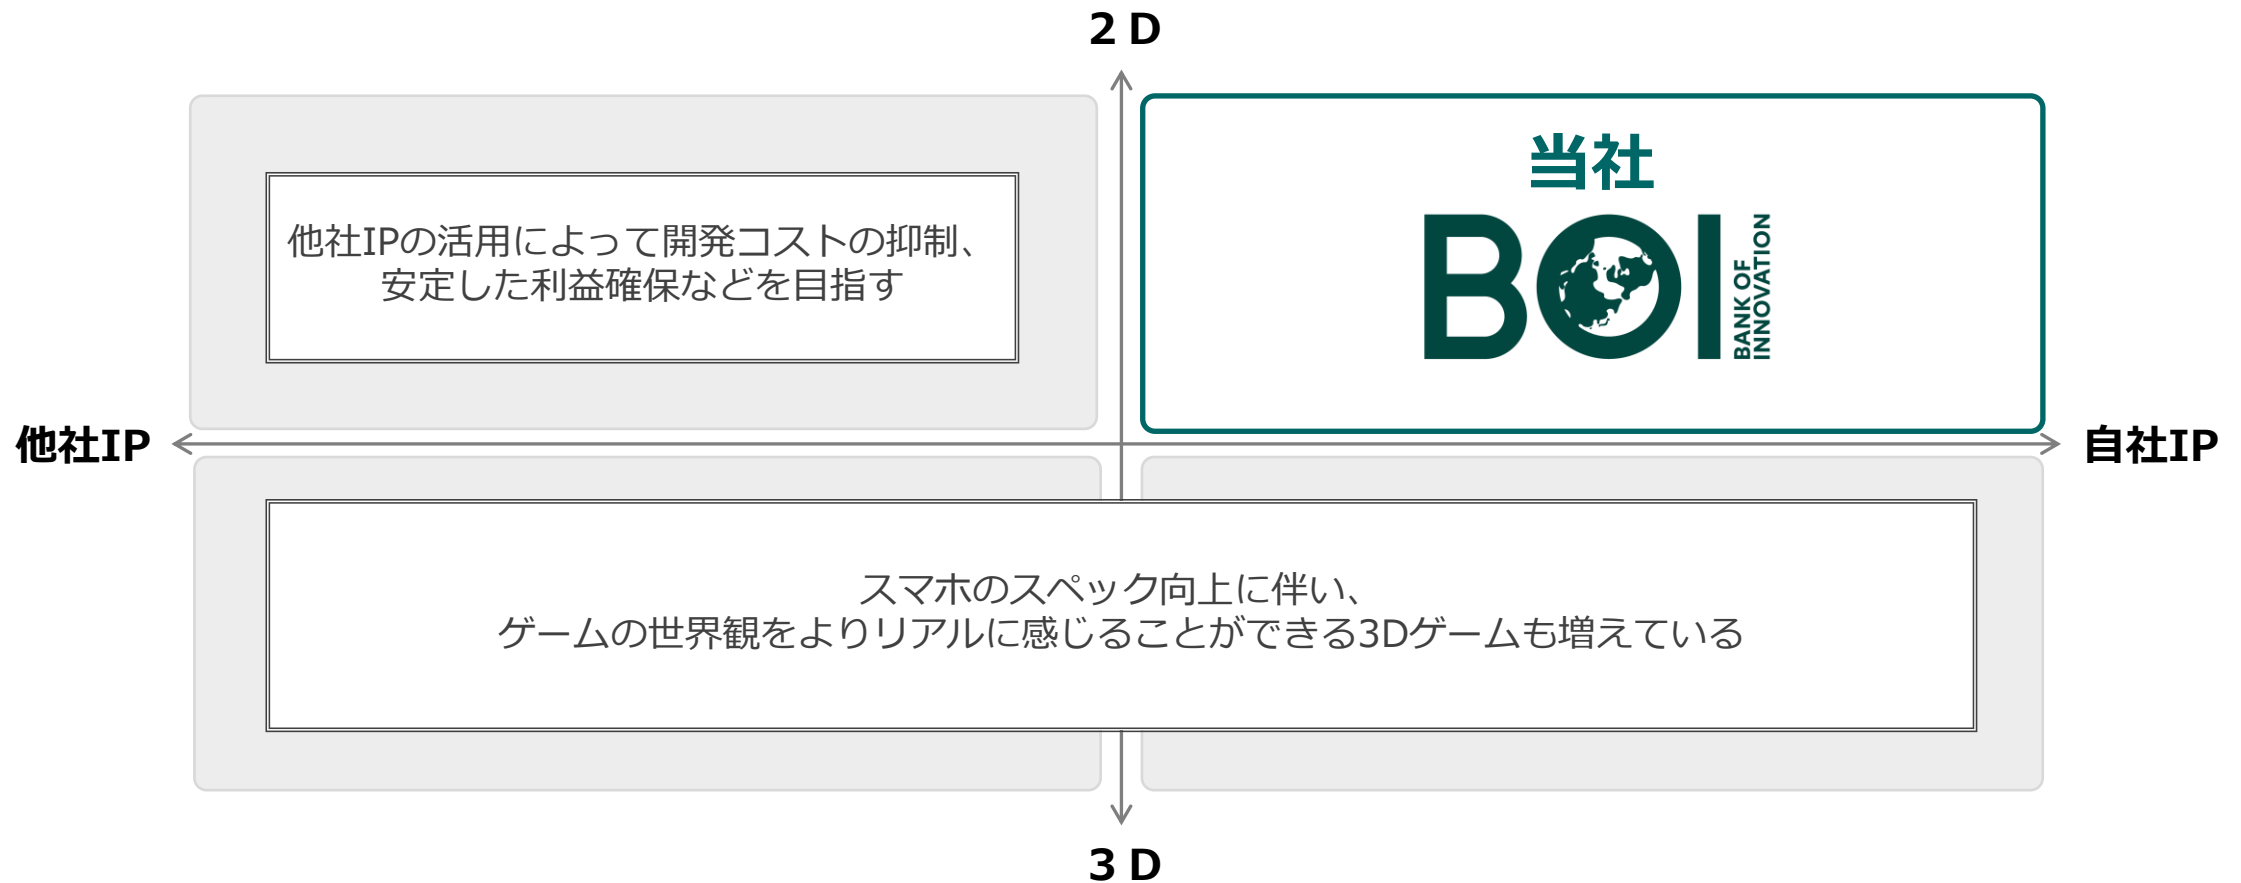 ２Ｄ
当社
BOI
BANK OF
INNOVATION
他社IPの活用によって開発コストの抑制、
安定した利益確保などを目指す
他社IP
自社IP
スマホのスペック向上に伴い、
ゲームの世界観をよりリアルに感じることができる3Dゲームも増えている
３Ｄ